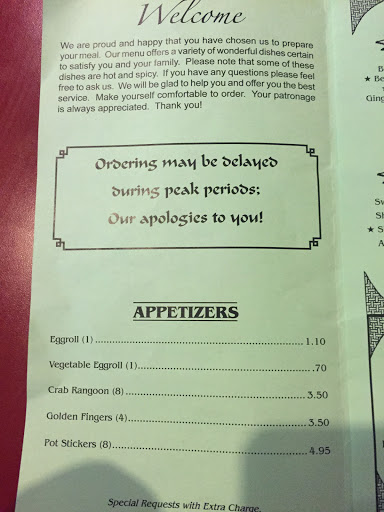 Welcome
We are proud and happy that you have chosen us to prepare
your meal. Our menu offers a variety of wonderful dishes certain
to satisfy you and your family. Please note that some of these
dishes are hot and spicy. If you have any questions please feel
free to ask us. We will be glad to help you and offer you the best
service. Make yourself comfortable to order. Your patronage
is always appreciated. Thank you!
Ordering may be delayed
during peak periods;
Our apologies to you!
APPETIZERS
Eggroll (1) 1.10
Vegetable Eggroll (1) .70
Crab Rangoon (8) 3.50
Golden Fingers (4) 3.50
Pot Stickers (8) 4.95
Special Requests with Extra Charge.